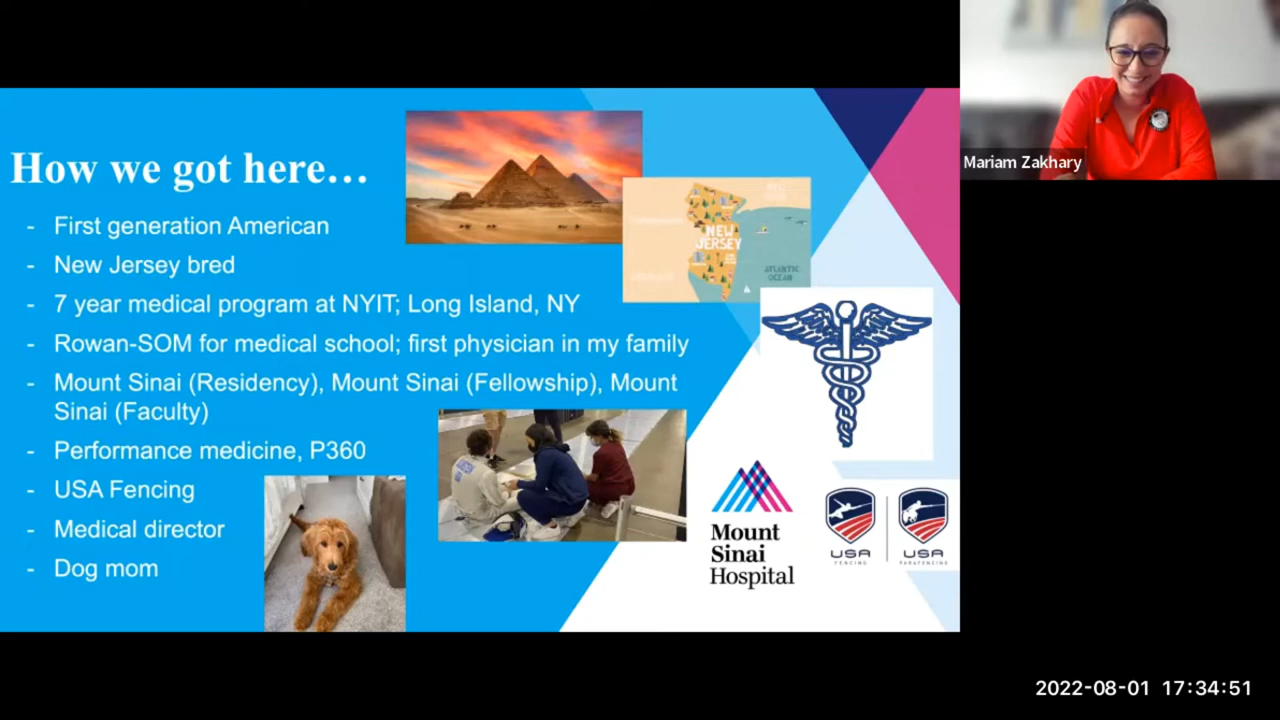 How we got here...
- First generation American
- New Jersey bred
- 7 year medical program at NYIT; Long Island, NY
- Rowan-SOM for medical school; first physician in my family
- Mount Sinai (Residency), Mount Sinai (Fellowship), Mount
Sinai (Faculty)
- Performance medicine, P360
- USA Fencing
- Medical director
- Dog mom
NEW
JERSEY
ATLANTIC
OCEAN
Mount
Sinai
Hospital
USA
FENCING
USA
PARAFENCING
Mariam Zakhary
2022-08-01 17:34:51